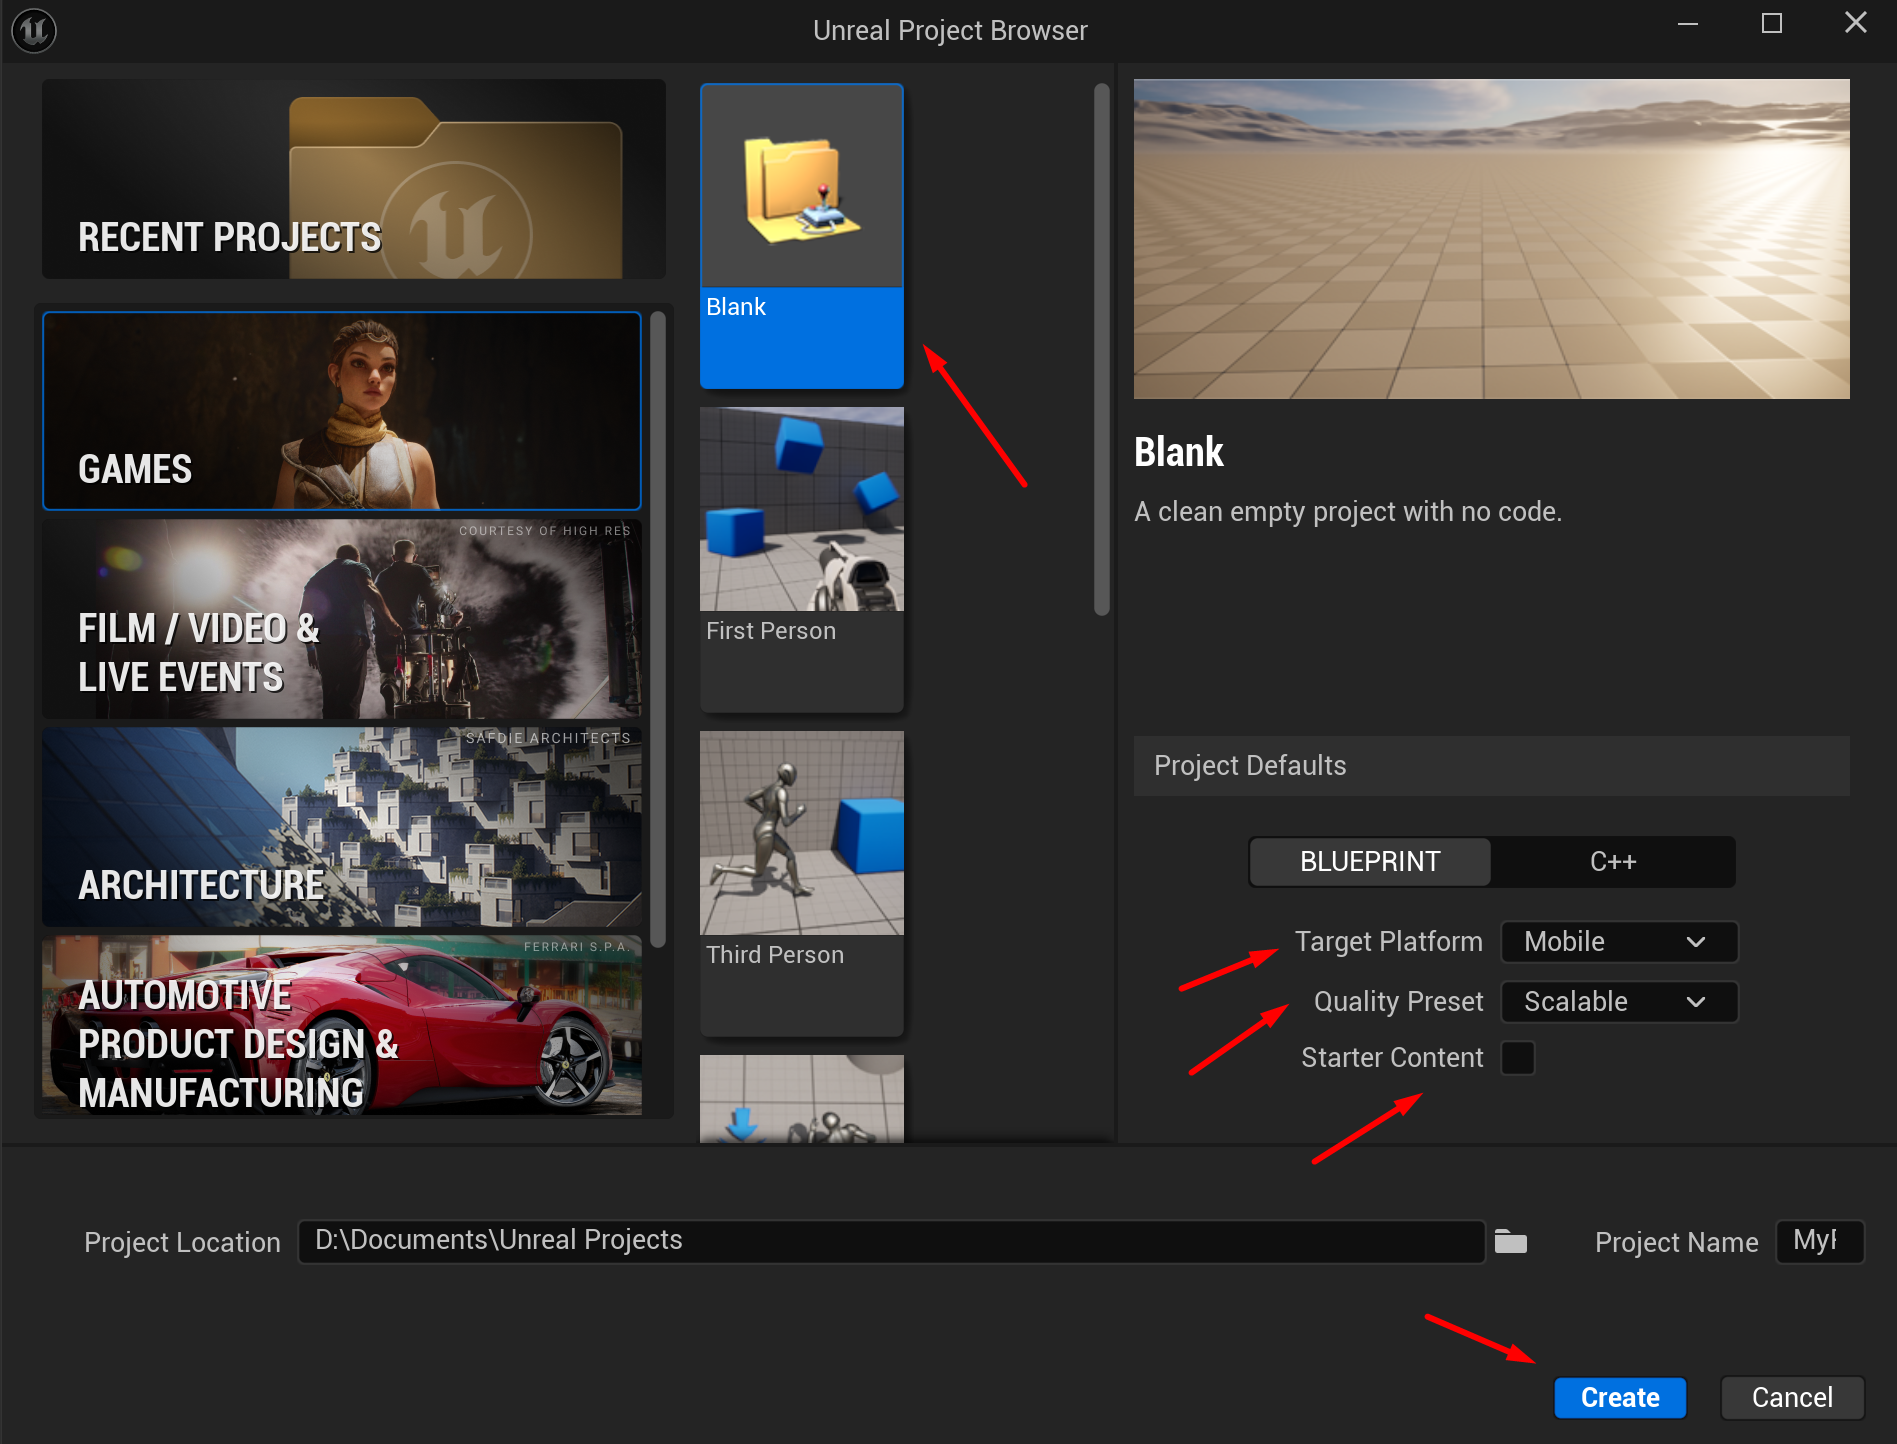 Unreal Project Browser
RECENT PROJECTS
GAMES
COURTESY OF HIGH RES
FILM / VIDEO &
LIVE EVENTS
SAFDIE ARCHITECTS
ARCHITECTURE
FERRARI S.P.A.
AUTOMOTIVE
PRODUCT DESIGN &
MANUFACTURING
Blank
First Person
Third Person
Blank
A clean empty project with no code.
Project Defaults
BLUEPRINT
C++
Target Platform
Mobile
Quality Preset
Scalable
Starter Content
Project Location
D:\Documents\Unreal Projects
Project Name
Create
Cancel